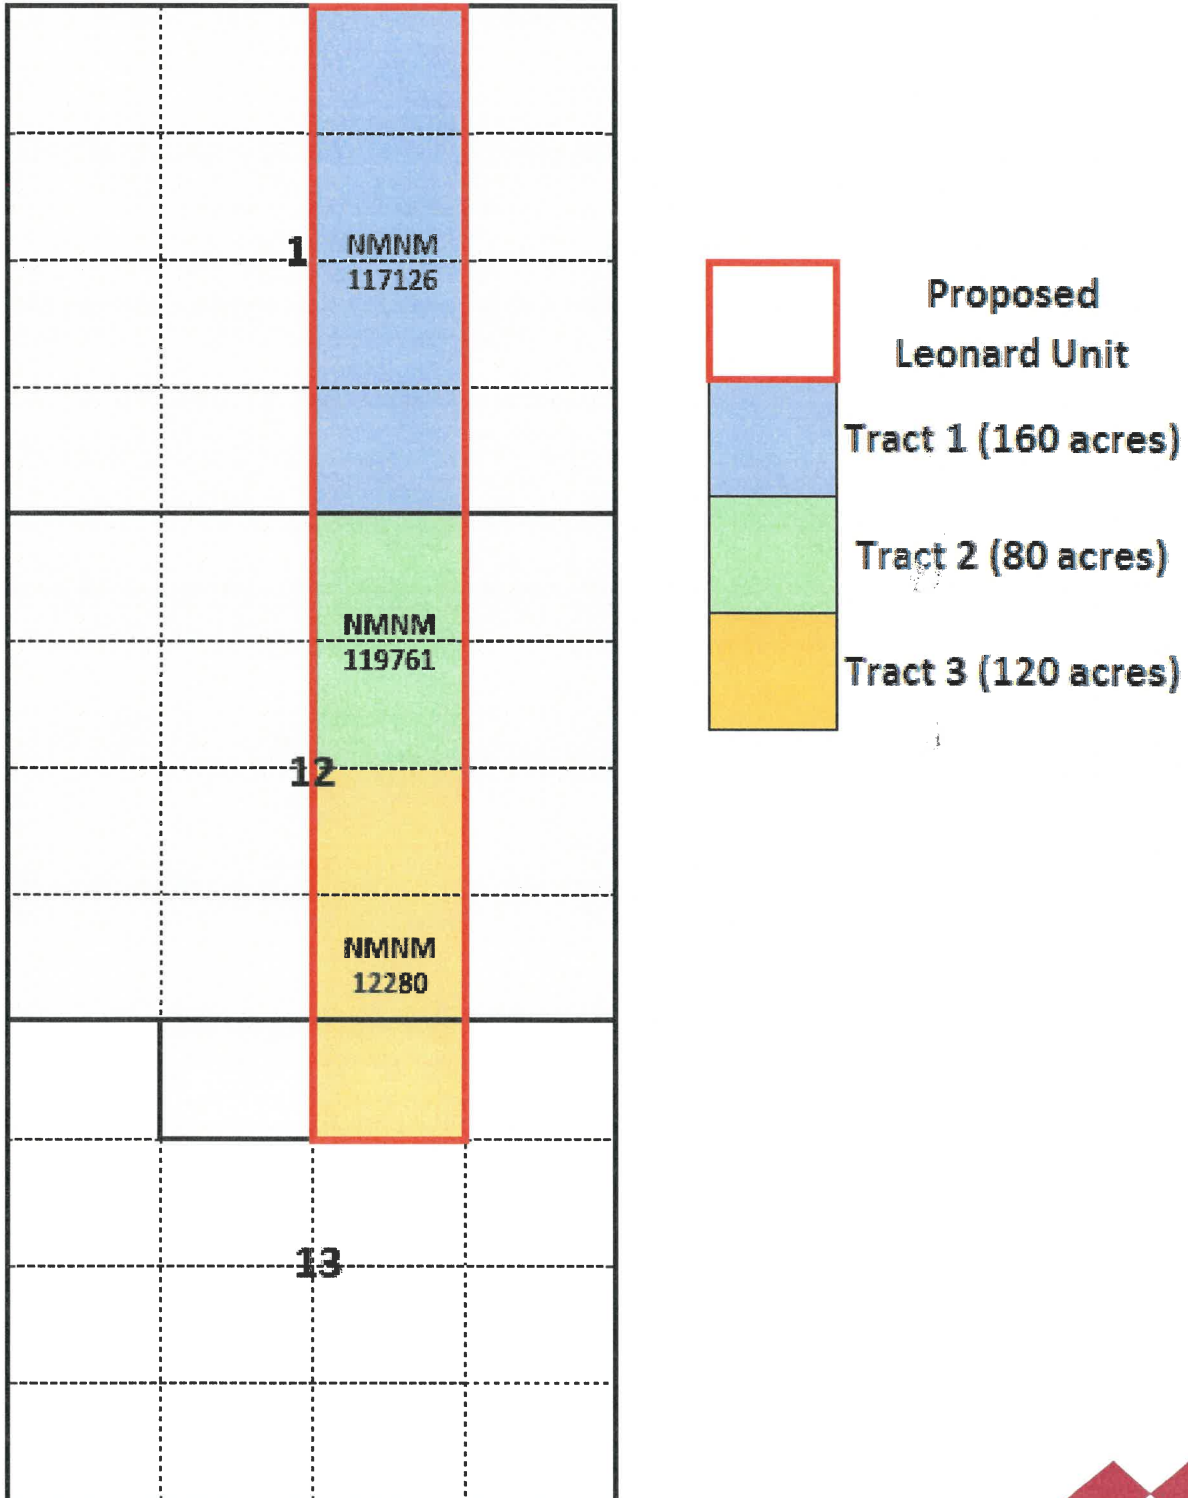 1
NMNM
117126
NMNM
119761
12
NMNM
12280
13
Proposed
Leonard Unit
Tract 1 (160 acres)
Tract 2 (80 acres)
Tract 3 (120 acres)